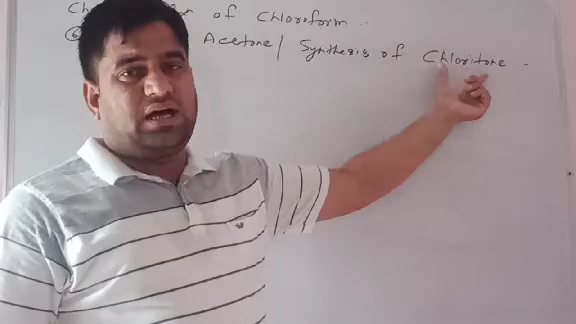 of Chloroform :-
Acetone/ Synthesis of Chloritone :-